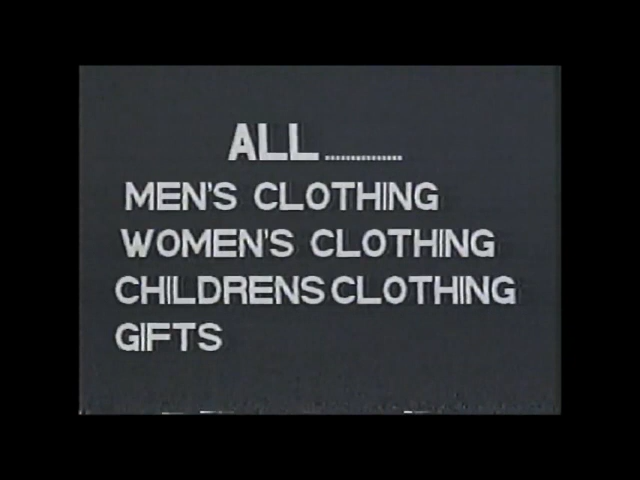 ALL...............
MEN'S CLOTHING
WOMEN'S CLOTHING
CHILDRENS CLOTHING
GIFTS